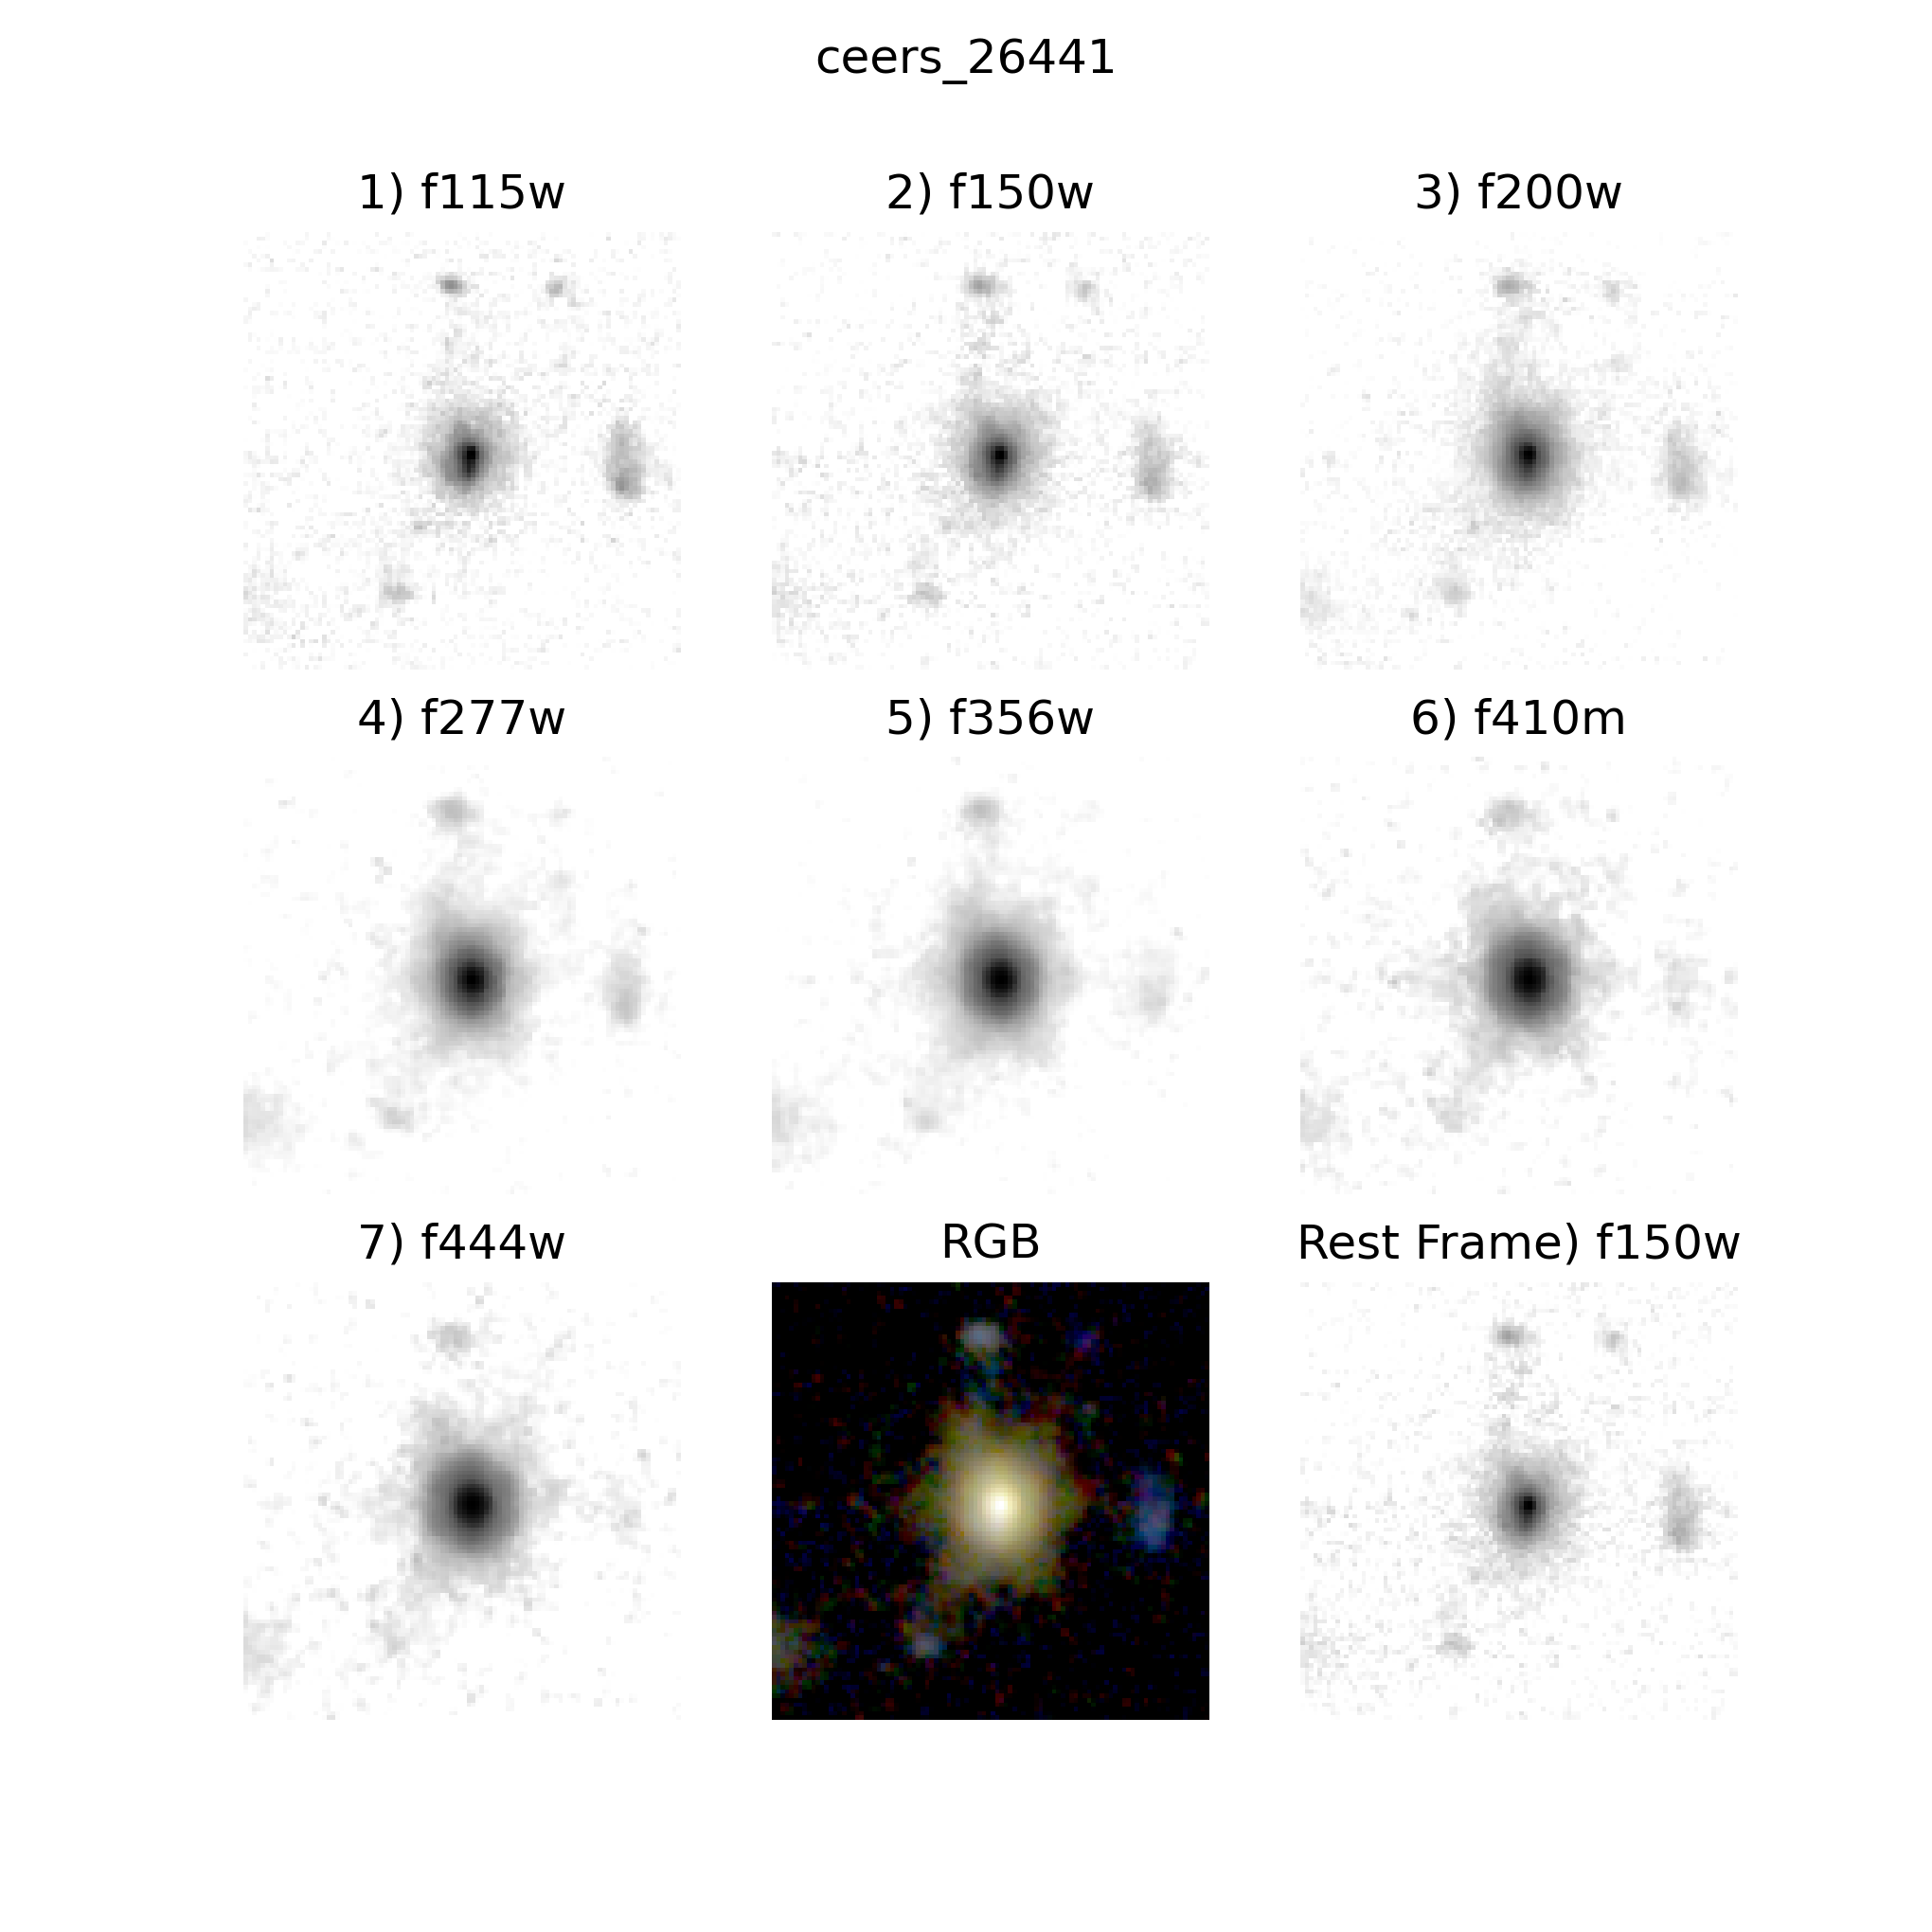 ceers_26441
1) f115w
2) f150w
3) f200w
4) f277w
5) f356w
6) f410m
7) f444w
RGB
Rest Frame) f150w